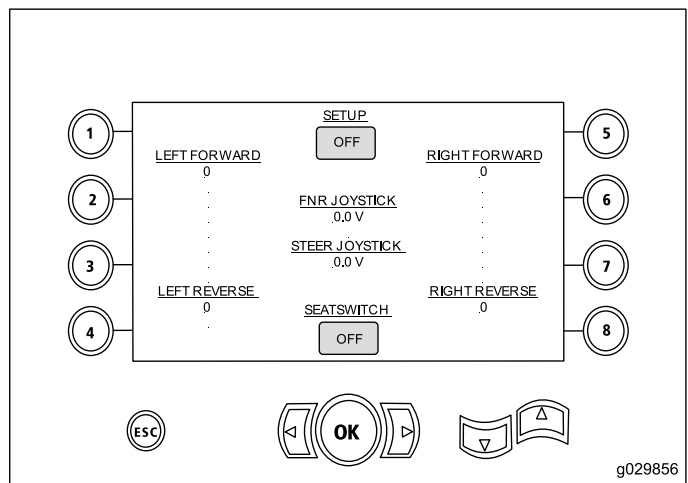 SETUP
OFF
1
5
LEFT FORWARD
0
RIGHT FORWARD
0
2
FNR JOYSTICK
0.0 V
6
STEER JOYSTICK
0.0 V
3
7
LEFT REVERSE
0
RIGHT REVERSE
0
SEATSWITCH
OFF
4
8
ESC
OK
g029856